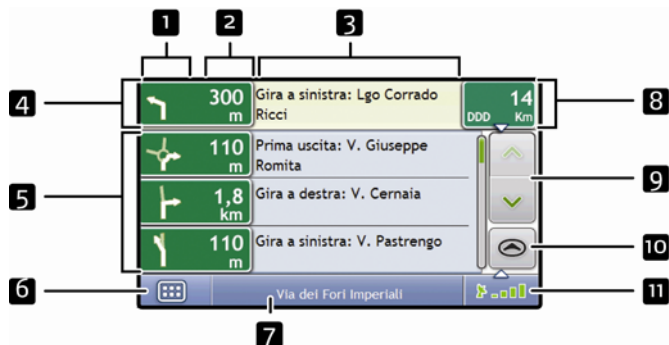 1 2 3
4 300 m Gira a sinistra: Lgo Corrado Ricci 14 DDD Km 8
5 110 m Prima uscita: V. Giuseppe Romita 9
1,8 km Gira a destra: V. Cernaia
110 m Gira a sinistra: V. Pastrengo 10
6 Via dei Fori Imperiali 11
7